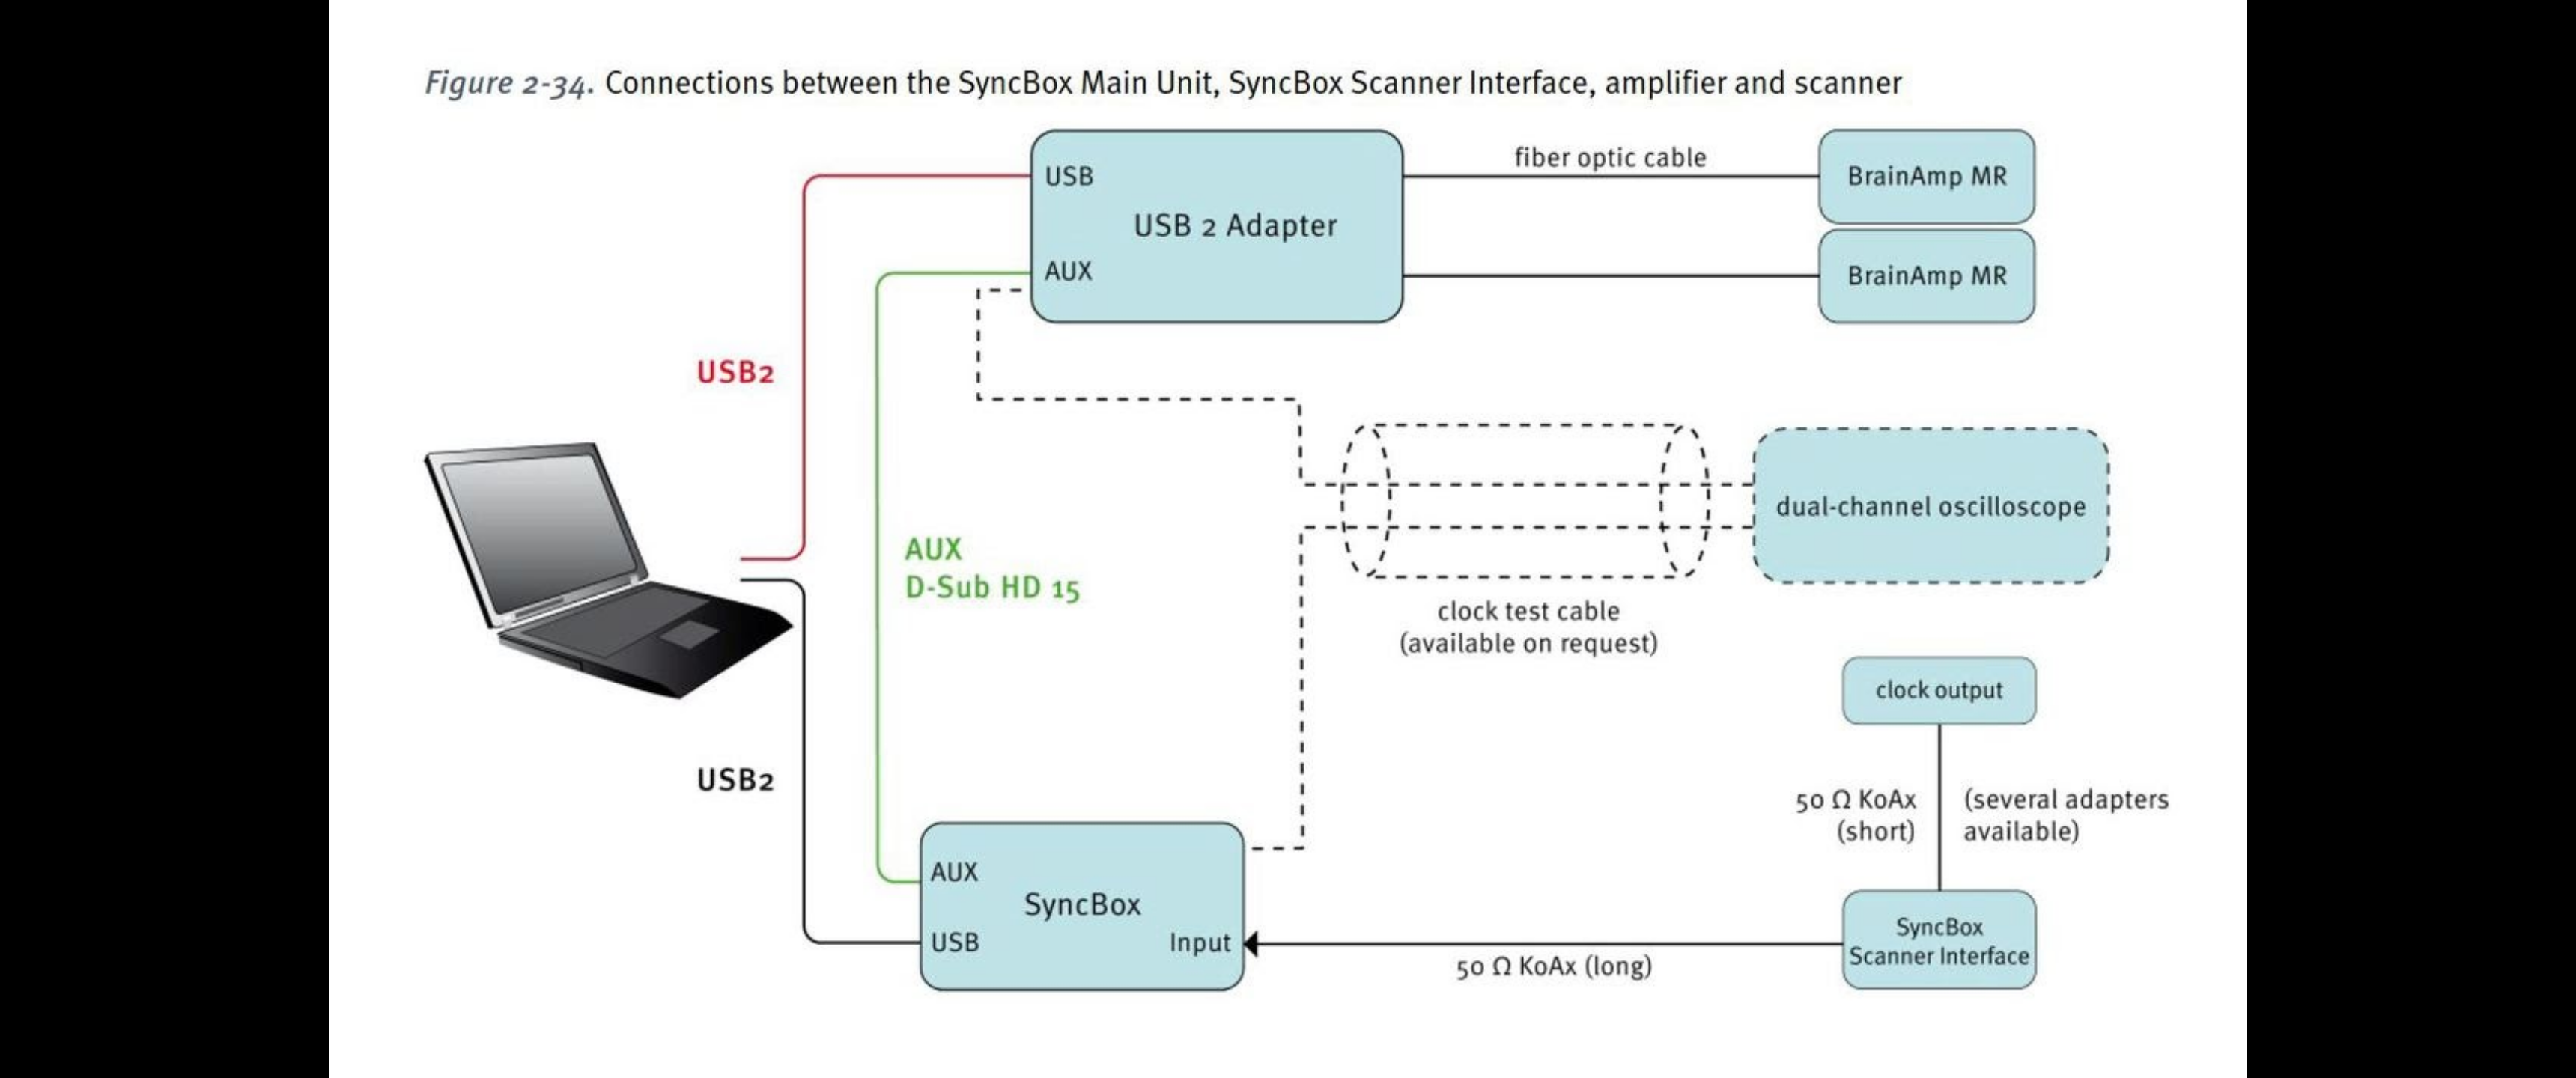 Figure 2-34. Connections between the SyncBox Main Unit, SyncBox Scanner Interface, amplifier and scanner
USB
USB 2 Adapter
AUX
fiber optic cable
BrainAmp MR
BrainAmp MR
USB2
AUX
D-Sub HD 15
dual-channel oscilloscope
clock test cable
(available on request)
clock output
USB2
50 Ω KoAx
(short)
(several adapters
available)
AUX
SyncBox
USB
Input
50 Ω KoAx (long)
SyncBox
Scanner Interface